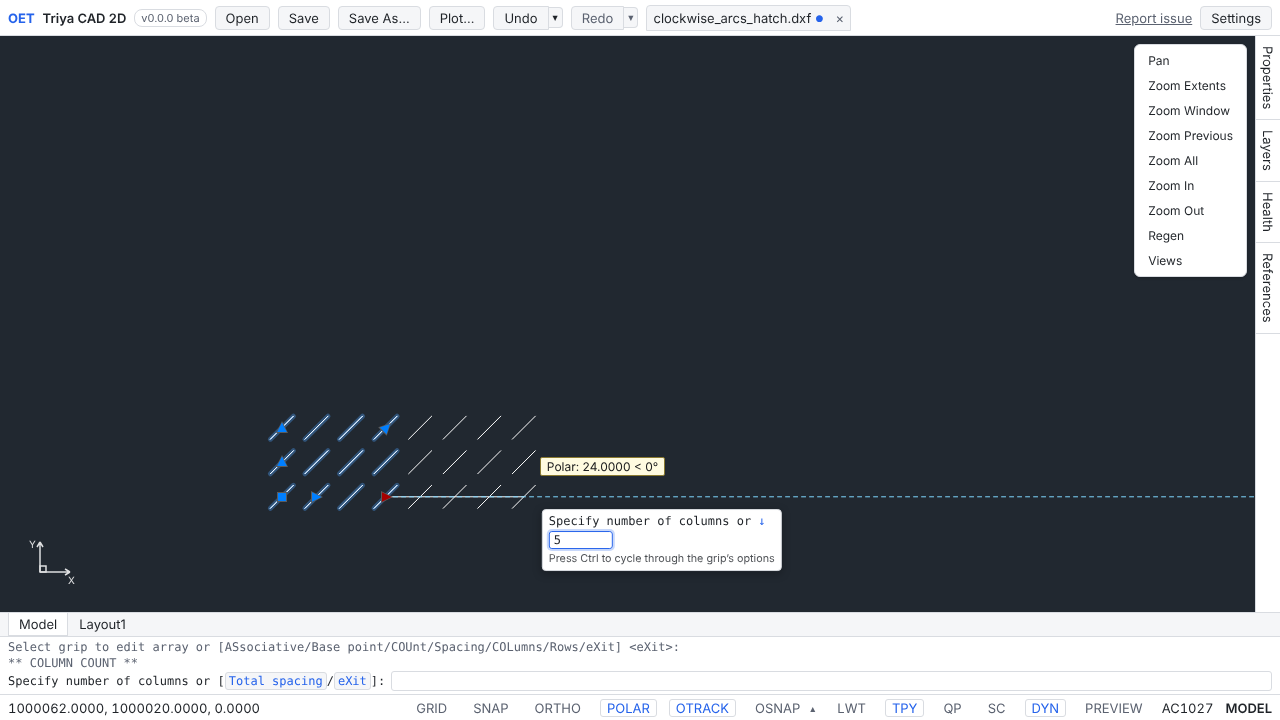 OET Triya CAD 2D v0.0.0 beta Open Save Save As... Plot... Undo ▾ Redo ▾ clockwise_arcs_hatch.dxf × Report issue Settings
Pan
Zoom Extents
Zoom Window
Zoom Previous
Zoom All
Zoom In
Zoom Out
Regen
Views
Properties
Layers
Health
References
Polar: 24.0000 < 0°
Specify number of columns or ↓
5
Press Ctrl to cycle through the grip’s options
Y
X
Model Layout1
Select grip to edit array or [ASsociative/Base point/COUnt/Spacing/COLumns/Rows/eXit] <eXit>:
** COLUMN COUNT **
Specify number of columns or [Total spacing/eXit]:
1000062.0000, 1000020.0000, 0.0000 GRID SNAP ORTHO POLAR OTRACK OSNAP ▲ LWT TPY QP SC DYN PREVIEW AC1027 MODEL